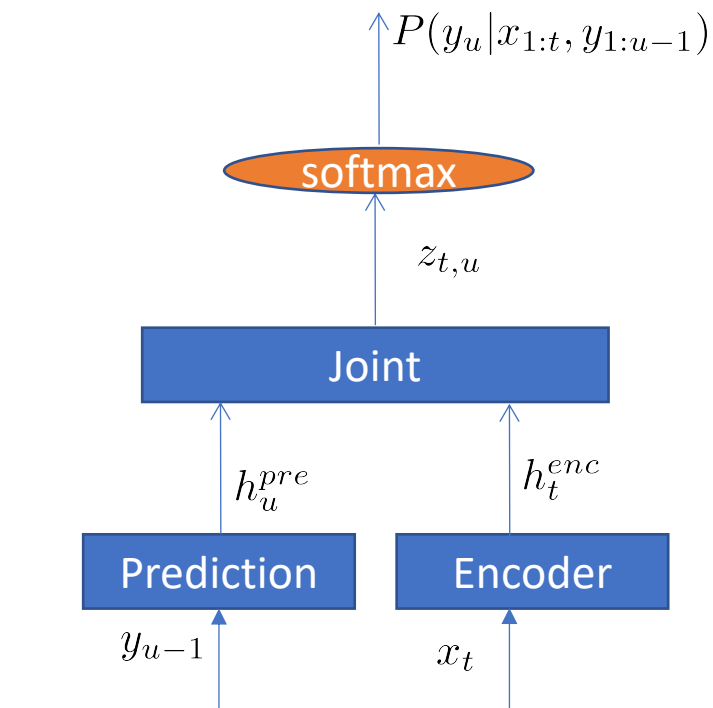 P(y_u|x_{1:t}, y_{1:u-1})
softmax
z_{t,u}
Joint
h_u^{pre} h_t^{enc}
Prediction Encoder
y_{u-1} x_t